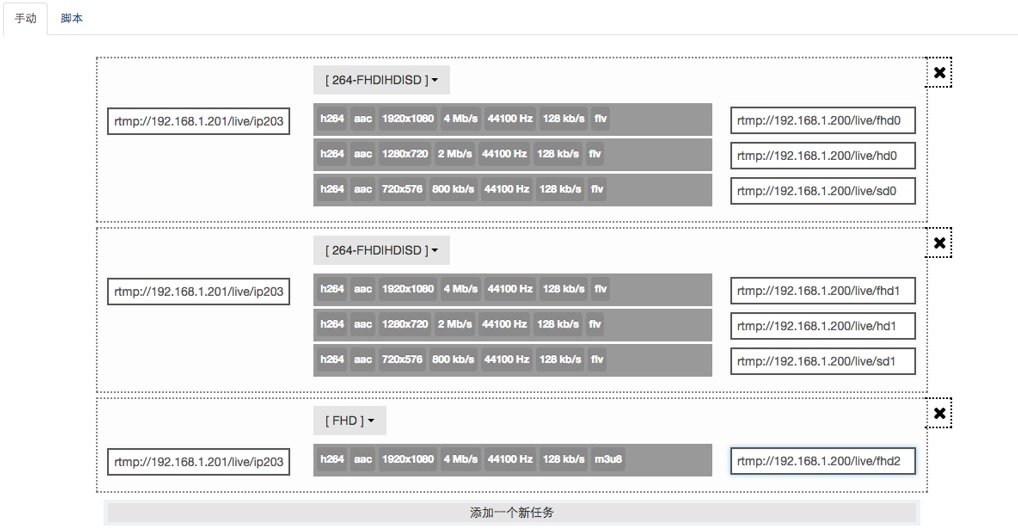 手动 脚本
[ 264-FHD|HD|SD ]
rtmp://192.168.1.201/live/ip203 h264 aac 1920x1080 4 Mb/s 44100 Hz 128 kb/s flv rtmp://192.168.1.200/live/fhd0
h264 aac 1280x720 2 Mb/s 44100 Hz 128 kb/s flv rtmp://192.168.1.200/live/hd0
h264 aac 720x576 800 kb/s 44100 Hz 128 kb/s flv rtmp://192.168.1.200/live/sd0
[ 264-FHD|HD|SD ]
rtmp://192.168.1.201/live/ip203 h264 aac 1920x1080 4 Mb/s 44100 Hz 128 kb/s flv rtmp://192.168.1.200/live/fhd1
h264 aac 1280x720 2 Mb/s 44100 Hz 128 kb/s flv rtmp://192.168.1.200/live/hd1
h264 aac 720x576 800 kb/s 44100 Hz 128 kb/s flv rtmp://192.168.1.200/live/sd1
[ FHD ]
rtmp://192.168.1.201/live/ip203 h264 aac 1920x1080 4 Mb/s 44100 Hz 128 kb/s m3u8 rtmp://192.168.1.200/live/fhd2
添加一个新任务